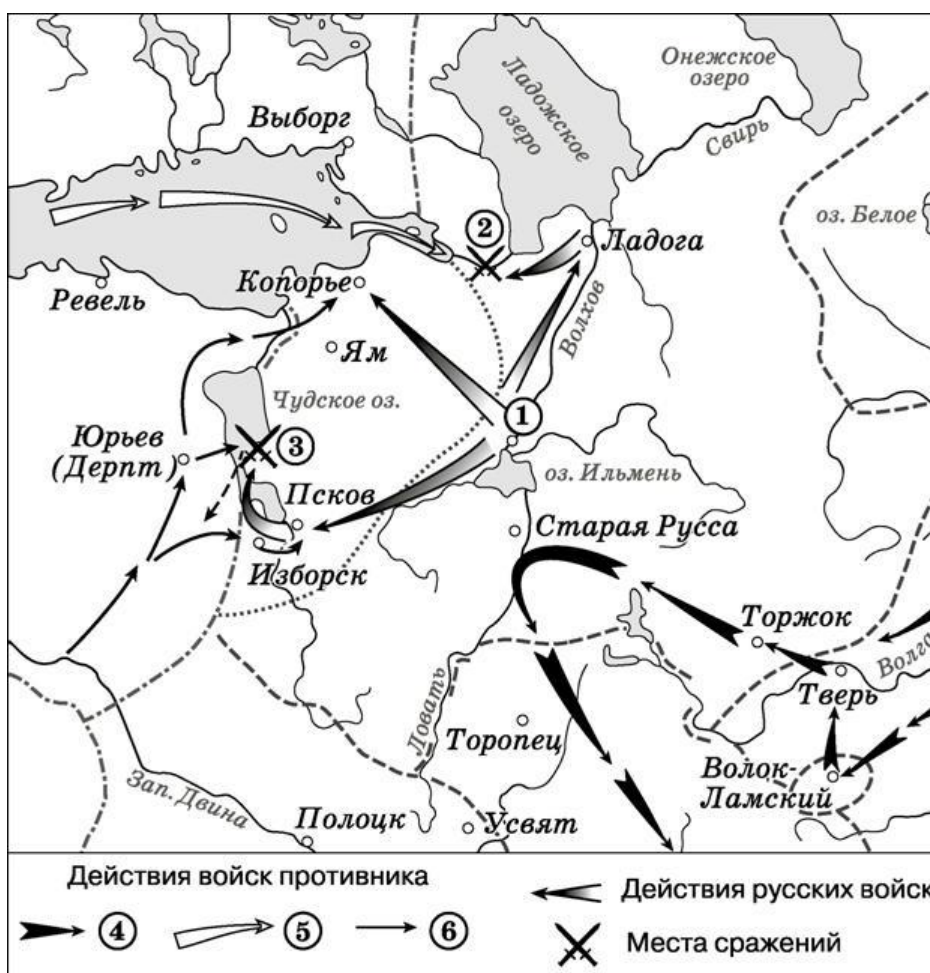 Онежское
озеро
Ладожское
озеро
Свирь
Выборг
оз. Белое
2
Ладога
Копорье
Ревель
Волхов
Ям
Чудское оз.
1
Юрьев
(Дерпт)
3
оз. Ильмень
Псков
Старая Русса
Изборск
Торжок
Волга
Тверь
Ловать
Торопец
Волок-
Ламский
Зап. Двина
Полоцк
Усвят
Действия войск противника
4
5
6
Действия русских войск
Места сражений